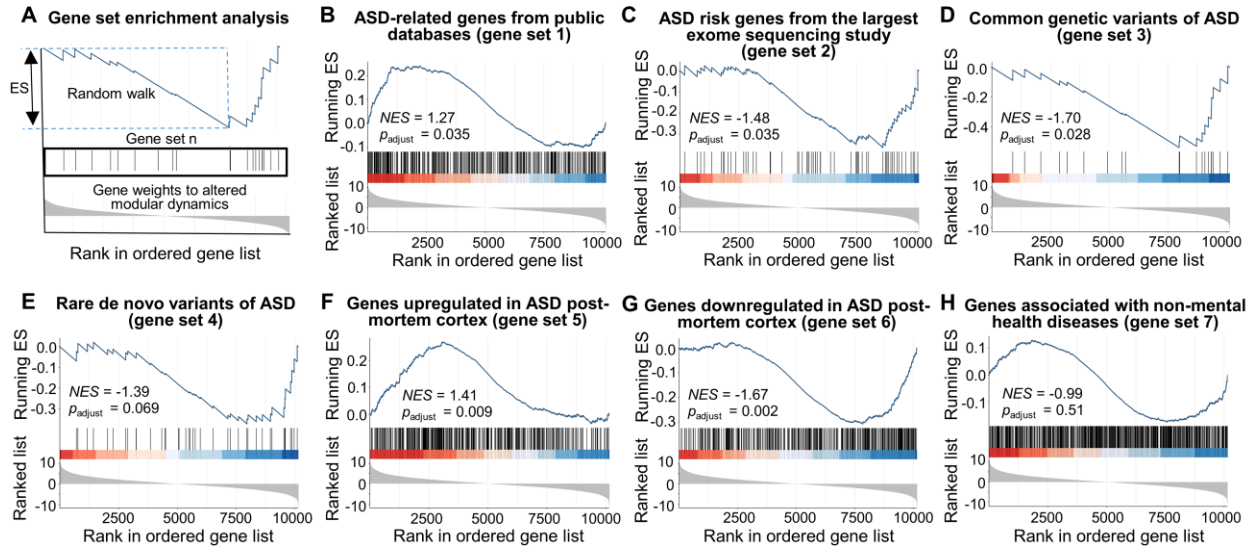 A Gene set enrichment analysis
ES
Random walk
Gene set n
Gene weights to altered
modular dynamics
Rank in ordered gene list
B ASD-related genes from public
databases (gene set 1)
Running ES
0.2
0.1
0.0
-0.1
NES = 1.27
padjust = 0.035
Ranked list
10
0
-10
2500 5000 7500 10000
Rank in ordered gene list
C ASD risk genes from the largest
exome sequencing study
(gene set 2)
Running ES
0.0
-0.1
-0.2
-0.3
NES = -1.48
padjust = 0.035
Ranked list
10
0
-10
2500 5000 7500 10000
Rank in ordered gene list
D Common genetic variants of ASD
(gene set 3)
Running ES
0.0
-0.2
-0.4
NES = -1.70
padjust = 0.028
Ranked list
10
0
-10
2500 5000 7500 10000
Rank in ordered gene list
E Rare de novo variants of ASD
(gene set 4)
Running ES
0.0
-0.1
-0.2
-0.3
NES = -1.39
padjust = 0.069
Ranked list
10
0
-10
2500 5000 7500 10000
Rank in ordered gene list
F Genes upregulated in ASD post-
mortem cortex (gene set 5)
Running ES
0.2
0.1
0.0
NES = 1.41
padjust = 0.009
Ranked list
10
0
-10
2500 5000 7500 10000
Rank in ordered gene list
G Genes downregulated in ASD post-
mortem cortex (gene set 6)
Running ES
0.0
-0.1
-0.2
-0.3
NES = -1.67
padjust = 0.002
Ranked list
10
0
-10
2500 5000 7500 10000
Rank in ordered gene list
H Genes associated with non-mental
health diseases (gene set 7)
Running ES
0.1
0.0
-0.1
NES = -0.99
padjust = 0.51
Ranked list
10
0
-10
2500 5000 7500 10000
Rank in ordered gene list